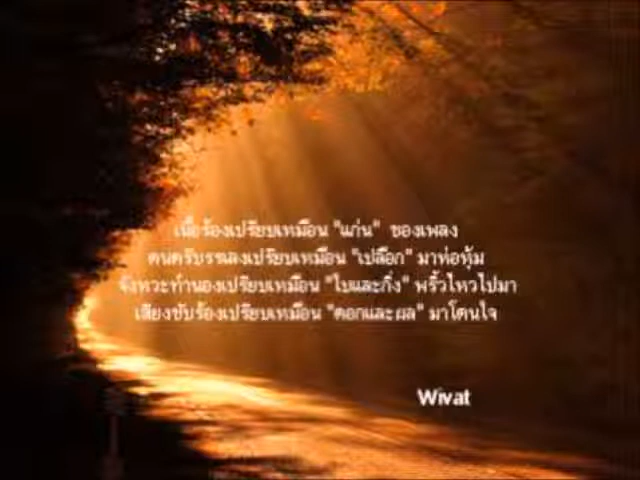 เนื้อร้องเปรียบเหมือน "แก่น" ของเพลง
ดนตรีบรรเลงเปรียบเหมือน "เปลือก" มาห่อหุ้ม
จังหวะทำนองเปรียบเหมือน "ใบและกิ่ง" พริ้วไหวไปมา
เสียงขับร้องเปรียบเหมือน "ดอกและผล" มาโดนใจ
Wivat